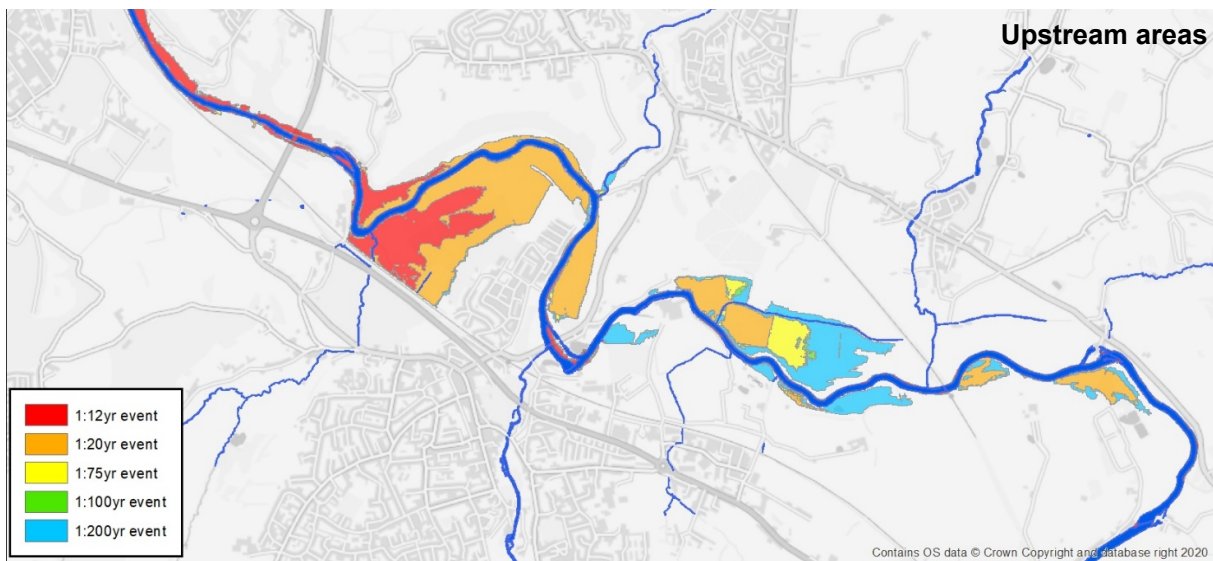 Upstream areas
1:12yr event
1:20yr event
1:75yr event
1:100yr event
1:200yr event
Contains OS data © Crown Copyright and database right 2020